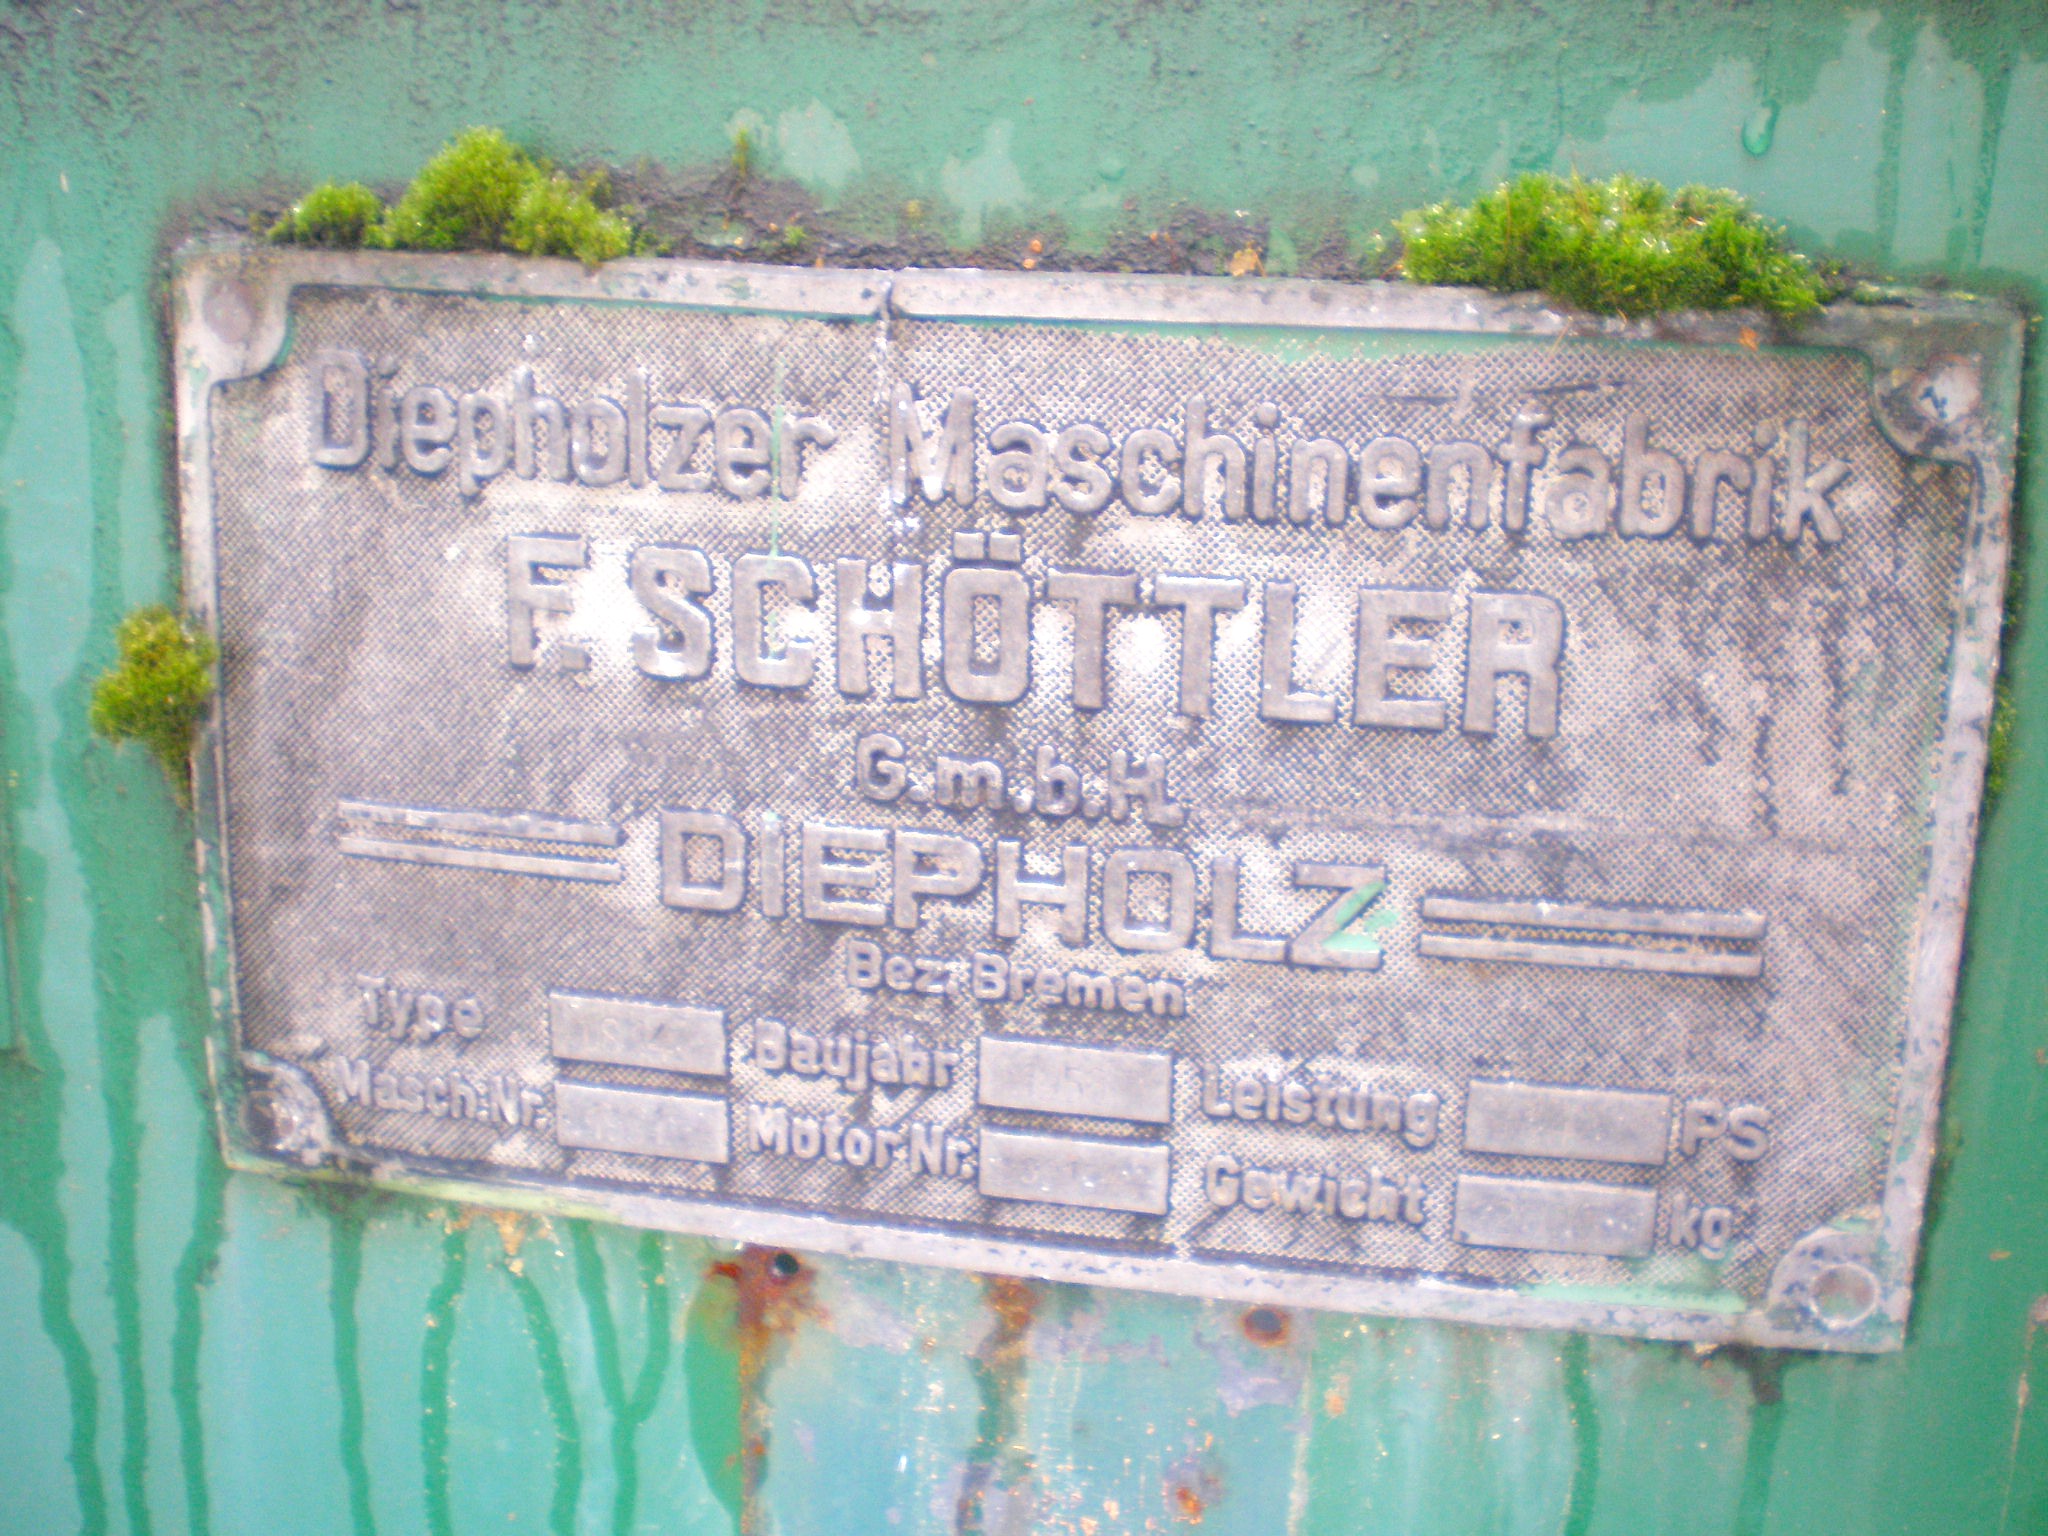 Diepholzer Maschinenfabrik
F. SCHÖTTLER
G.m.b.H.
DIEPHOLZ
Bez. Bremen
Type Baujahr Leistung PS
Masch.Nr. Motor Nr. Gewicht kg